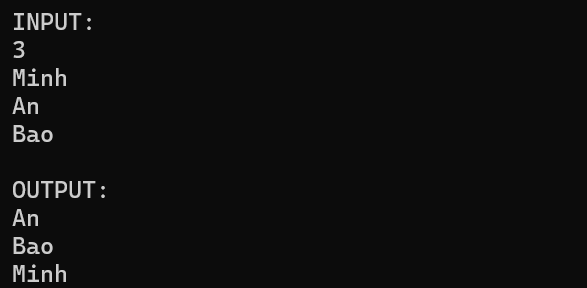 INPUT:
3
Minh
An
Bao

OUTPUT:
An
Bao
Minh